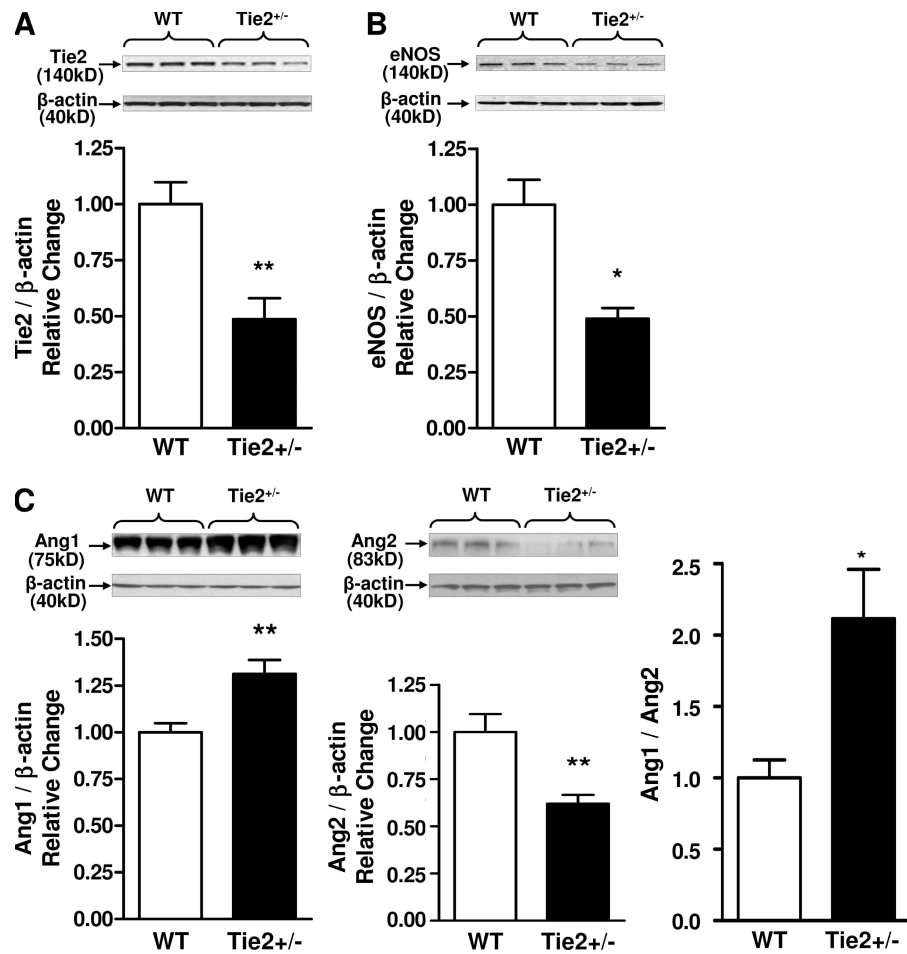 A
WT Tie2+/-
Tie2
(140kD)
β-actin
(40kD)
1.25
1.00
0.75
0.50
0.25
0.00
Tie2 / β-actin
Relative Change
**
WT Tie2+/-
B
WT Tie2+/-
eNOS
(140kD)
β-actin
(40kD)
1.25
1.00
0.75
0.50
0.25
0.00
eNOS / β-actin
Relative Change
*
WT Tie2+/-
C
WT Tie2+/-
Ang1
(75kD)
β-actin
(40kD)
1.50
1.25
1.00
0.75
0.50
0.25
0.00
Ang1 / β-actin
Relative Change
**
WT Tie2+/-
WT Tie2+/-
Ang2
(83kD)
β-actin
(40kD)
1.25
1.00
0.75
0.50
0.25
0.00
Ang2 / β-actin
Relative Change
**
WT Tie2+/-
2.5
2.0
1.5
1.0
0.5
0.0
Ang1 / Ang2
*
WT Tie2+/-